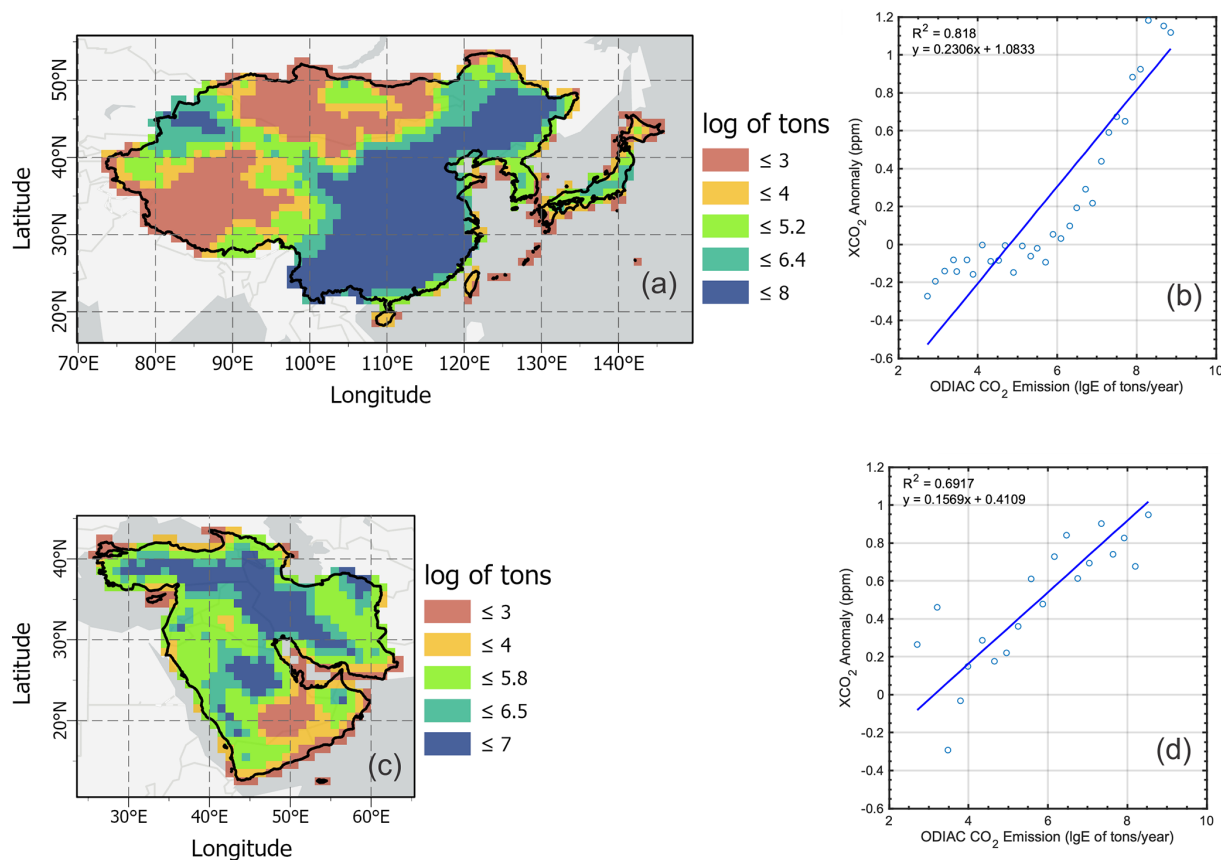 50°N
40°N
30°N
20°N
Latitude
70°E 80°E 90°E 100°E 110°E 120°E 130°E 140°E
Longitude
(a)
log of tons
≤ 3
≤ 4
≤ 5.2
≤ 6.4
≤ 8
R² = 0.818
y = 0.2306x + 1.0833
1.2
1
0.8
0.6
0.4
0.2
0
-0.2
-0.4
-0.6
XCO₂ Anomaly (ppm)
(b)
2 4 6 8 10
ODIAC CO₂ Emission (lgE of tons/year)
40°N
30°N
20°N
Latitude
30°E 40°E 50°E 60°E
Longitude
(c)
log of tons
≤ 3
≤ 4
≤ 5.8
≤ 6.5
≤ 7
R² = 0.6917
y = 0.1569x + 0.4109
1.2
1
0.8
0.6
0.4
0.2
0
-0.2
-0.4
-0.6
XCO₂ Anomaly (ppm)
(d)
2 4 6 8 10
ODIAC CO₂ Emission (lgE of tons/year)